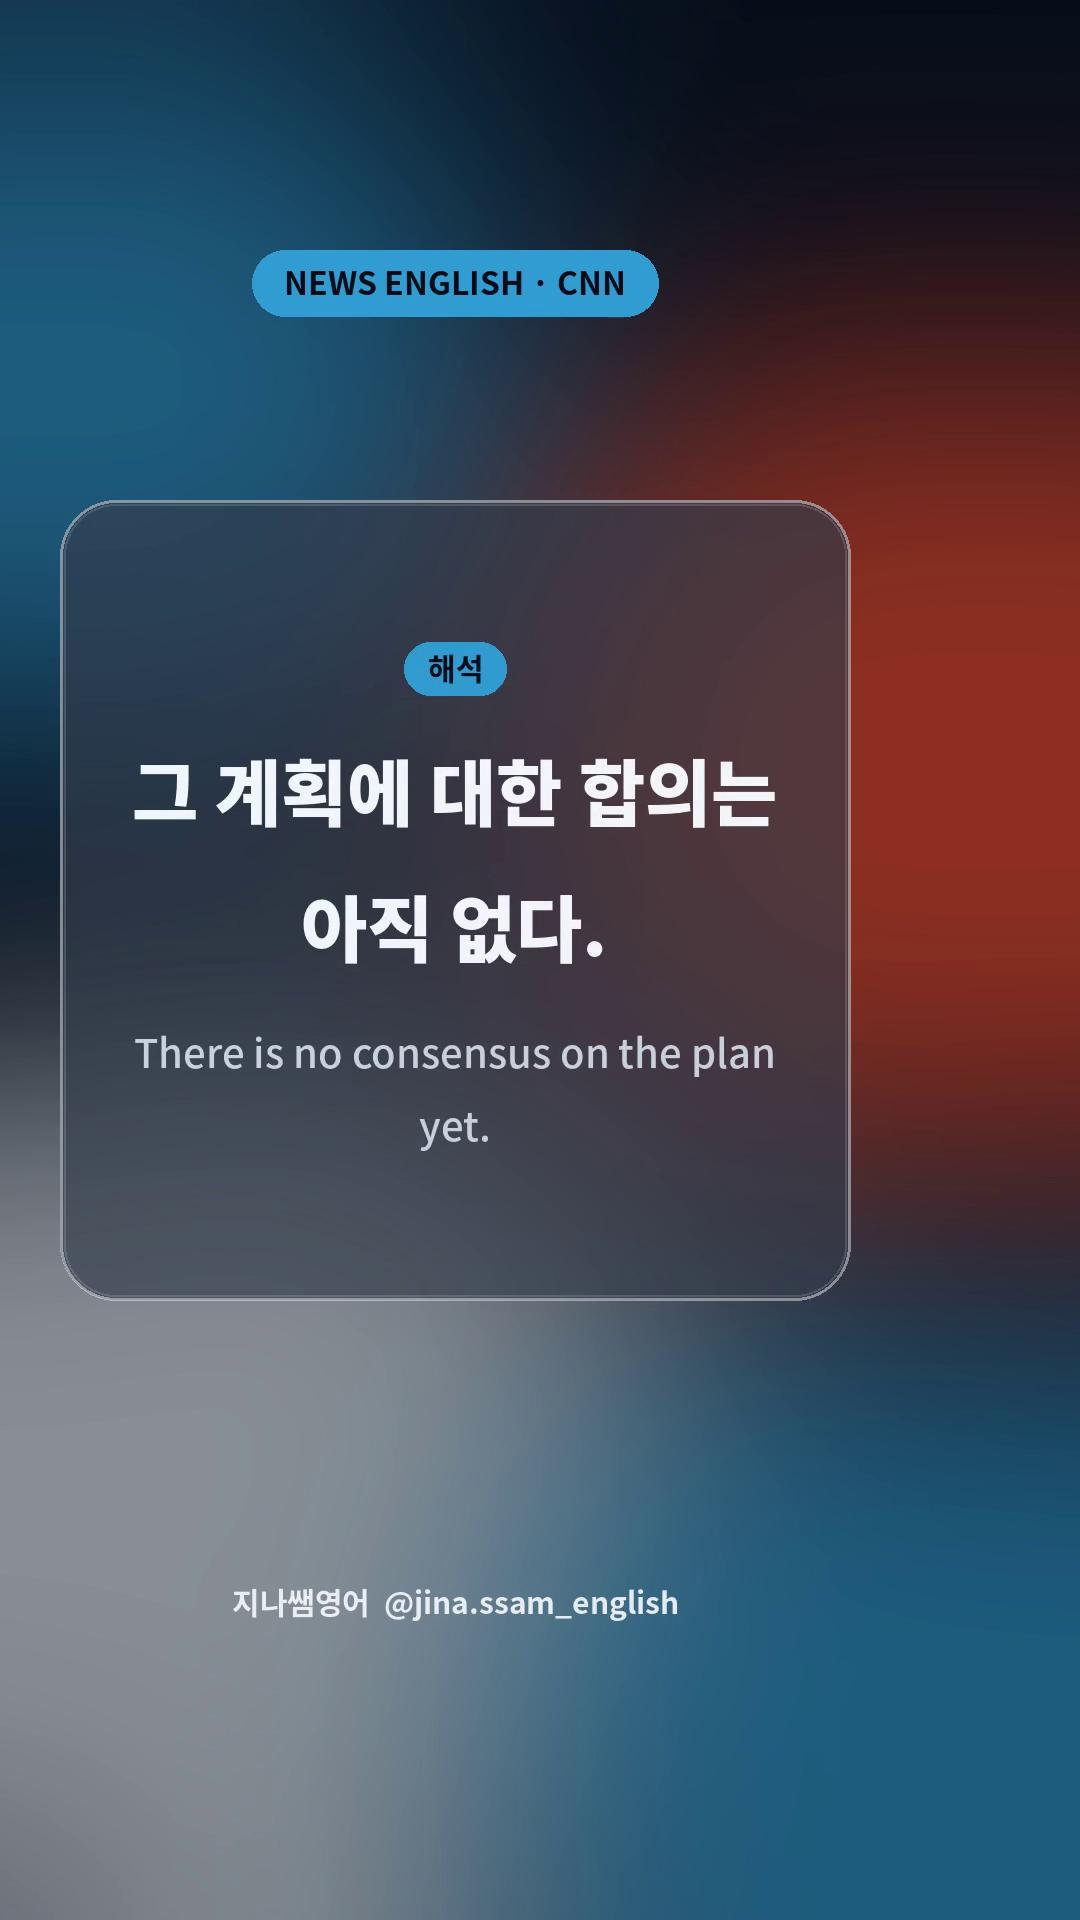 NEWS ENGLISH · CNN
해석
그 계획에 대한 합의는
아직 없다.
There is no consensus on the plan
yet.
지나쌤영어 @jina.ssam_english